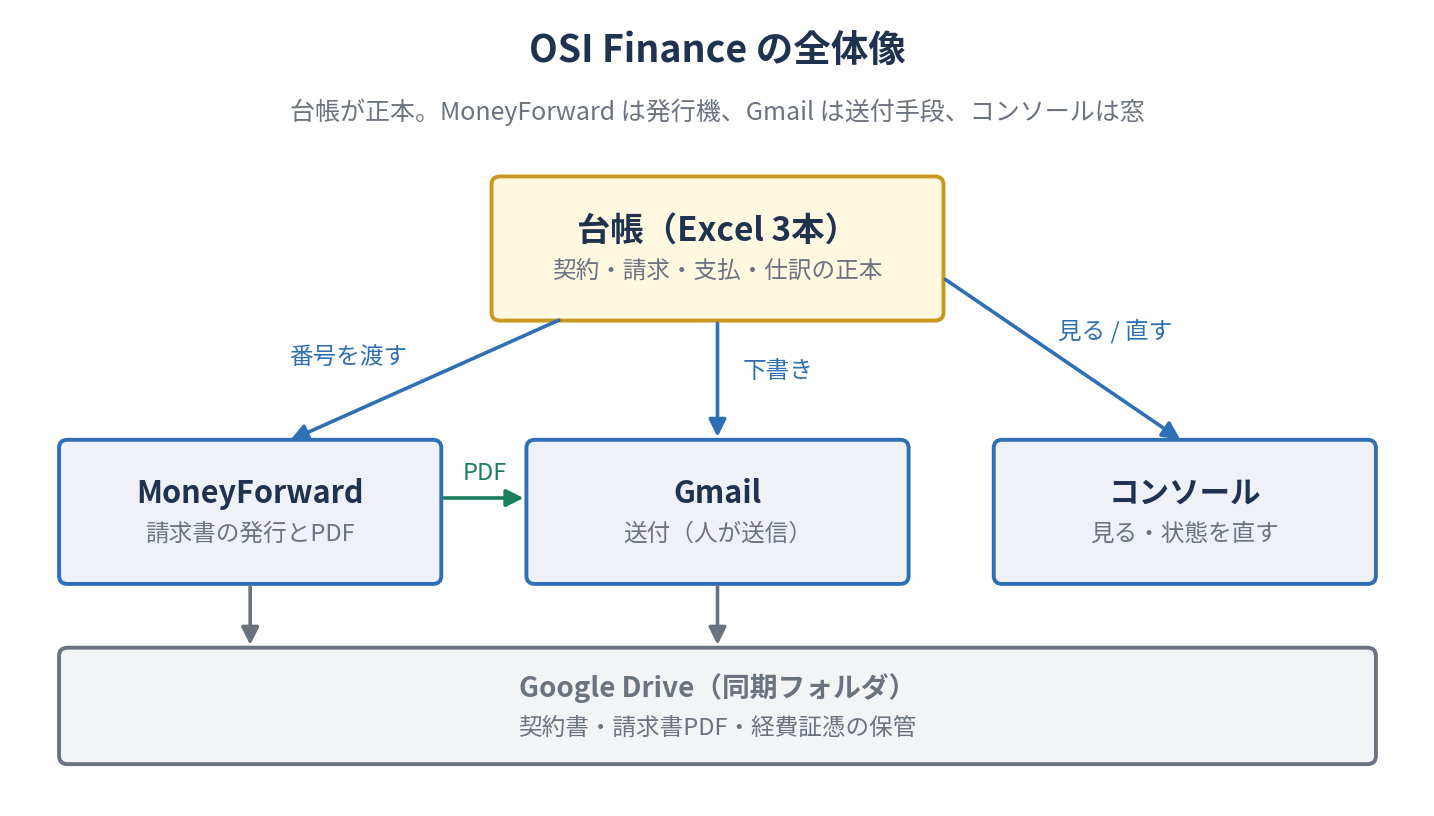 OSI Finance の全体像
台帳が正本。MoneyForward は発行機、Gmail は送付手段、コンソールは窓
台帳（Excel 3本）
契約・請求・支払・仕訳の正本
番号を渡す
下書き
見る / 直す
MoneyForward
請求書の発行とPDF
PDF
Gmail
送付（人が送信）
コンソール
見る・状態を直す
Google Drive（同期フォルダ）
契約書・請求書PDF・経費証憑の保管